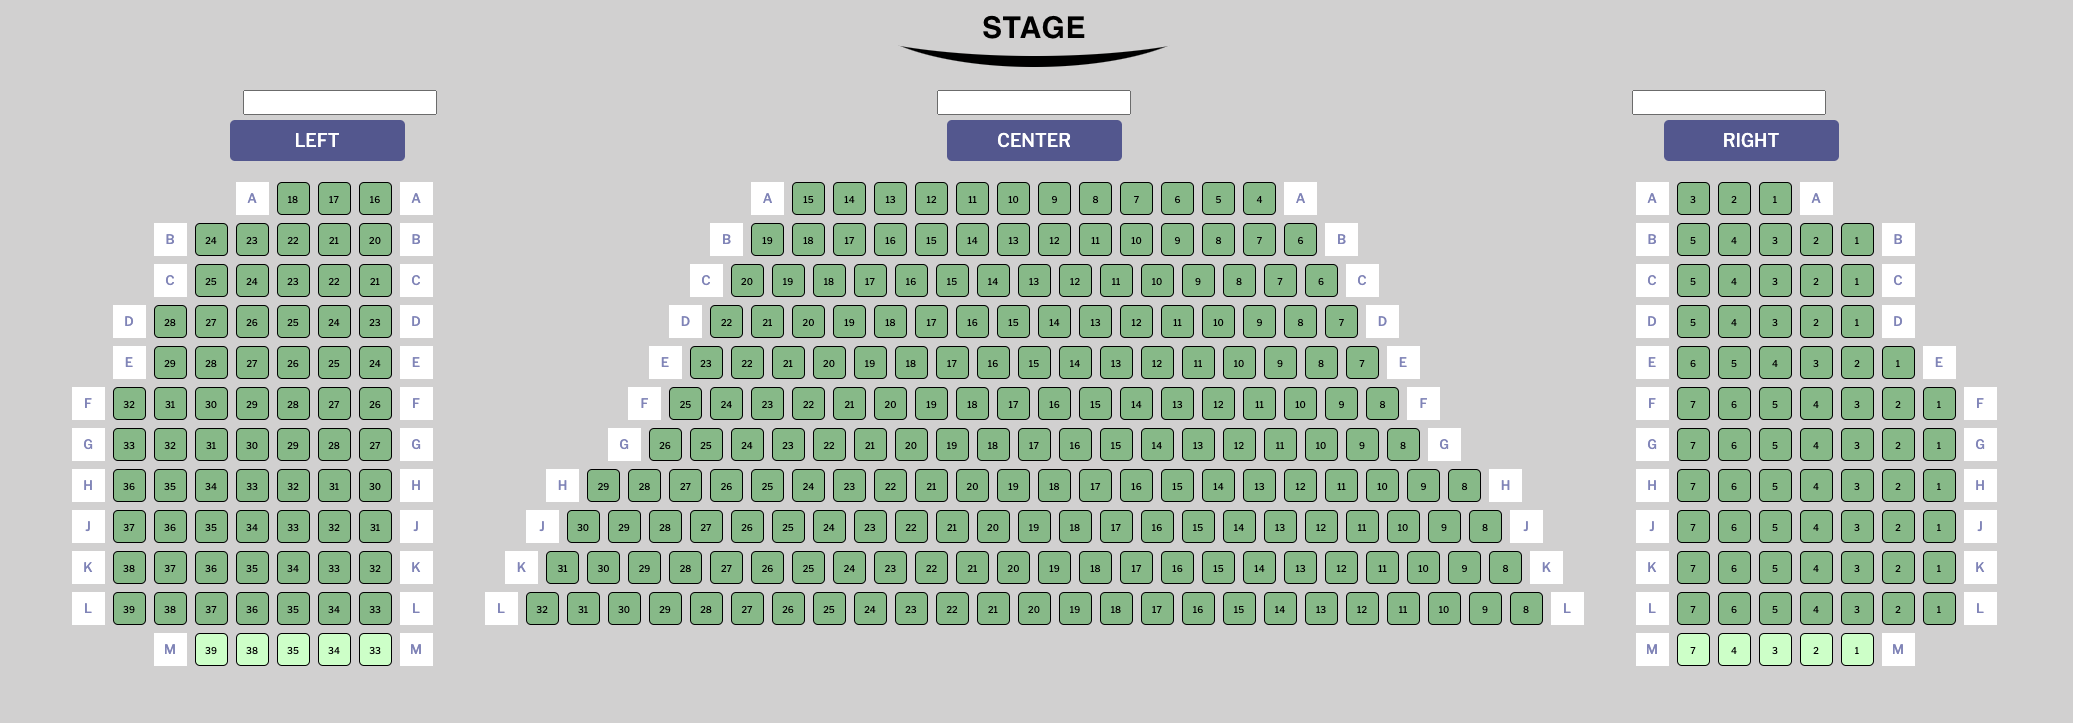 STAGE
LEFT CENTER RIGHT
A 18 17 16 A A 15 14 13 12 11 10 9 8 7 6 5 4 A A 3 2 1 A
B 24 23 22 21 20 B B 19 18 17 16 15 14 13 12 11 10 9 8 7 6 B B 5 4 3 2 1 B
C 25 24 23 22 21 C C 20 19 18 17 16 15 14 13 12 11 10 9 8 7 6 C C 5 4 3 2 1 C
D 28 27 26 25 24 23 D D 22 21 20 19 18 17 16 15 14 13 12 11 10 9 8 7 D D 5 4 3 2 1 D
E 29 28 27 26 25 24 E E 23 22 21 20 19 18 17 16 15 14 13 12 11 10 9 8 7 E E 6 5 4 3 2 1 E
F 32 31 30 29 28 27 26 F F 25 24 23 22 21 20 19 18 17 16 15 14 13 12 11 10 9 8 F F 7 6 5 4 3 2 1 F
G 33 32 31 30 29 28 27 G G 26 25 24 23 22 21 20 19 18 17 16 15 14 13 12 11 10 9 8 G G 7 6 5 4 3 2 1 G
H 36 35 34 33 32 31 30 H H 29 28 27 26 25 24 23 22 21 20 19 18 17 16 15 14 13 12 11 10 9 8 H H 7 6 5 4 3 2 1 H
J 37 36 35 34 33 32 31 J J 30 29 28 27 26 25 24 23 22 21 20 19 18 17 16 15 14 13 12 11 10 9 8 J J 7 6 5 4 3 2 1 J
K 38 37 36 35 34 33 32 K K 31 30 29 28 27 26 25 24 23 22 21 20 19 18 17 16 15 14 13 12 11 10 9 8 K K 7 6 5 4 3 2 1 K
L 39 38 37 36 35 34 33 L L 32 31 30 29 28 27 26 25 24 23 22 21 20 19 18 17 16 15 14 13 12 11 10 9 8 L L 7 6 5 4 3 2 1 L
M 39 38 35 34 33 M M 7 4 3 2 1 M